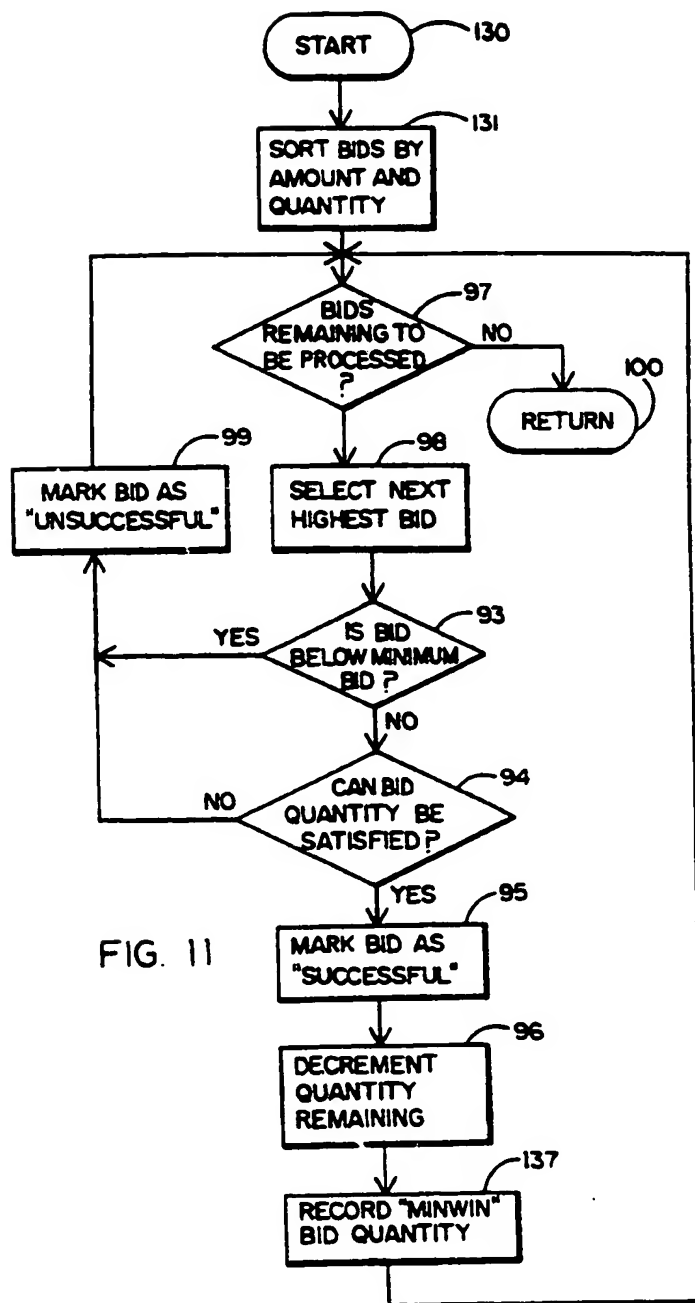 START
130
131
SORT BIDS BY
AMOUNT AND
QUANTITY
97
BIDS
REMAINING TO
BE PROCESSED
?
NO
100
RETURN
99
MARK BID AS
"UNSUCCESSFUL"
98
SELECT NEXT
HIGHEST BID
93
YES
IS BID
BELOW MINIMUM
BID ?
NO
94
NO
CAN BID
QUANTITY BE
SATISFIED ?
YES
95
FIG. 11
MARK BID AS
"SUCCESSFUL"
96
DECREMENT
QUANTITY
REMAINING
137
RECORD "MINWIN"
BID QUANTITY